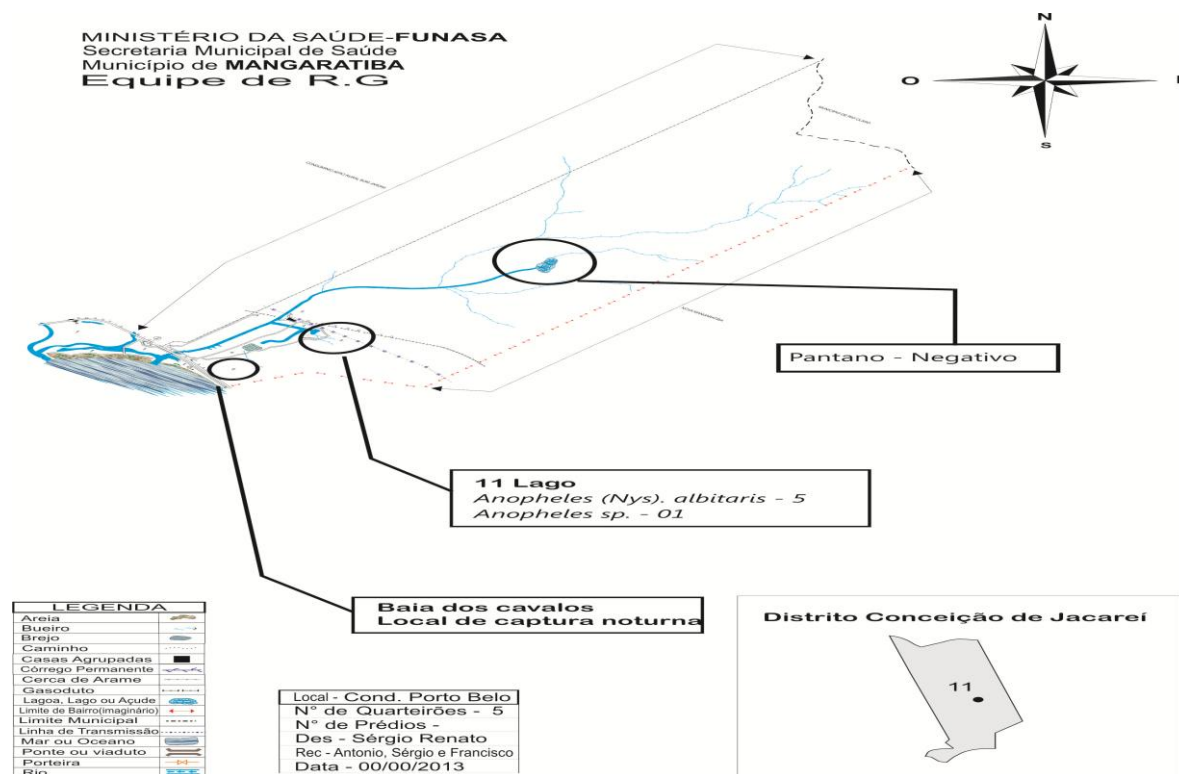 MINISTÉRIO DA SAÚDE-FUNASA
Secretaria Municipal de Saúde
Município de MANGARATIBA
Equipe de R.G
N
O
S
Pantano - Negativo
11 Lago
Anopheles (Nys). albitaris - 5
Anopheles sp. - 01
Baia dos cavalos
Local de captura noturna
LEGENDA
Areia
Bueiro
Brejo
Caminho
Casas Agrupadas
Córrego Permanente
Cerca de Arame
Gasoduto
Lagoa, Lago ou Açude
Limite de Bairro(imaginário)
Limite Municipal
Linha de Transmissão
Mar ou Oceano
Ponte ou viaduto
Porteira
Rio
Local - Cond. Porto Belo
N° de Quarteirões - 5
N° de Prédios -
Des - Sérgio Renato
Rec - Antonio, Sérgio e Francisco
Data - 00/00/2013
Distrito Conceição de Jacareí
11